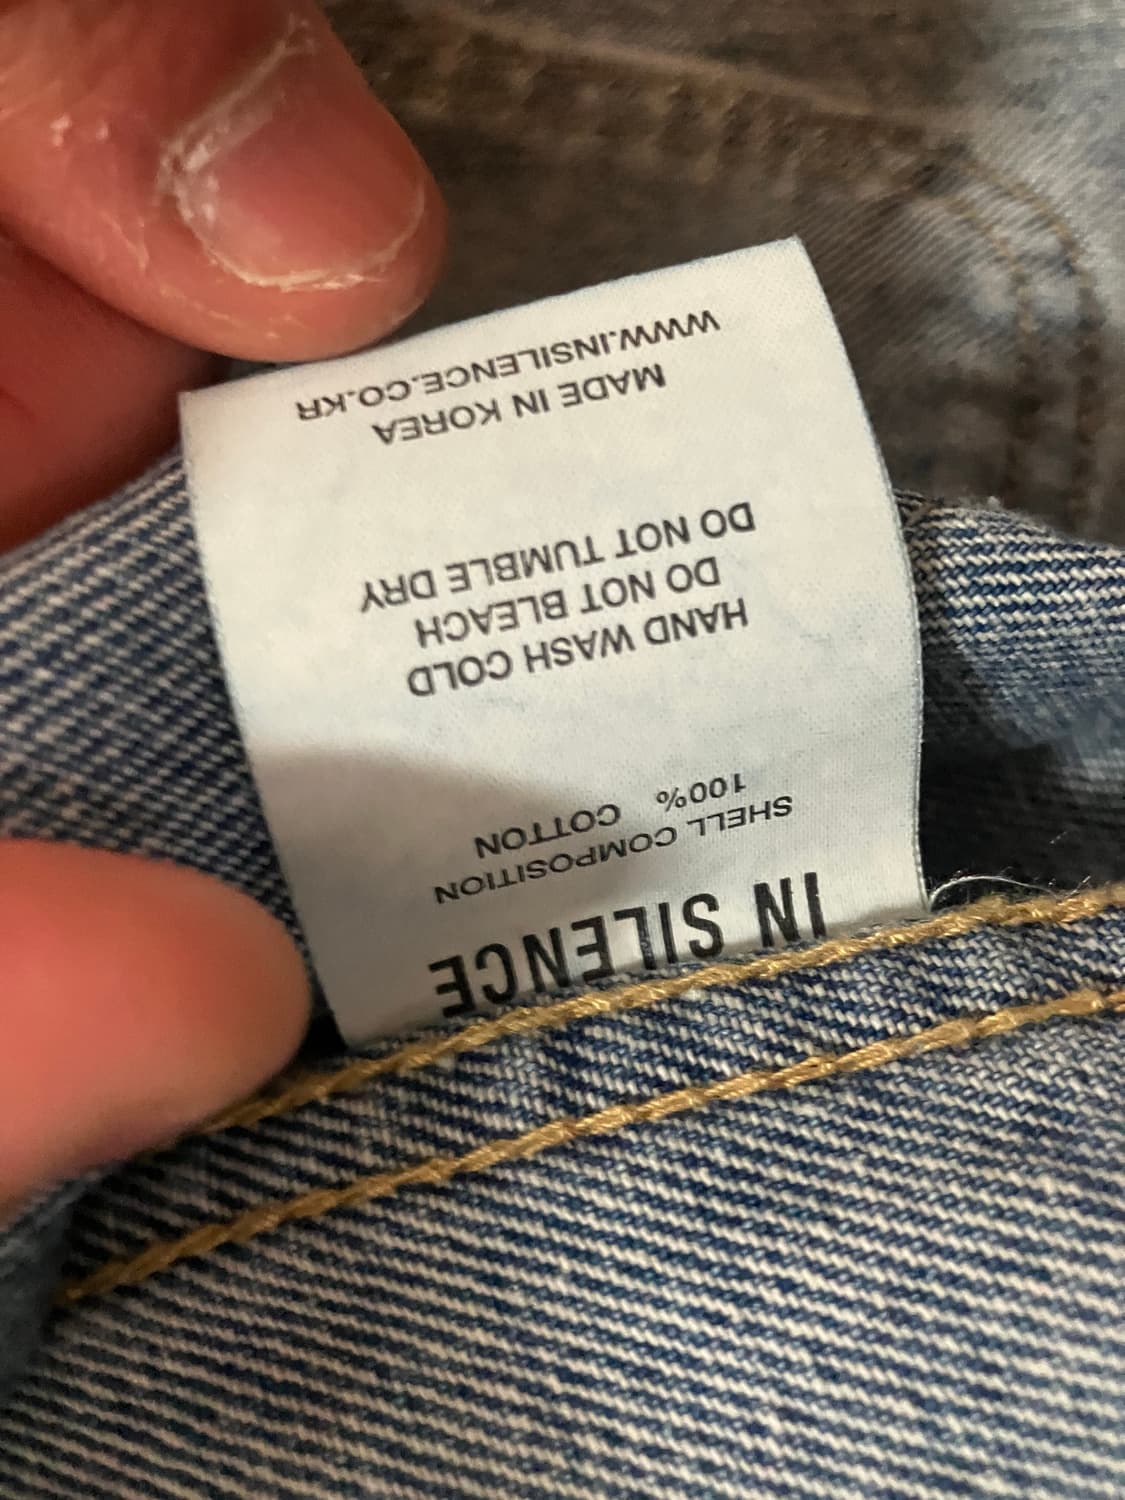 IN SILENCE
SHELL COMPOSITION
100% COTTON
HAND WASH COLD
DO NOT BLEACH
DO NOT TUMBLE DRY
MADE IN KOREA
WWW.INSILENCE.CO.KR